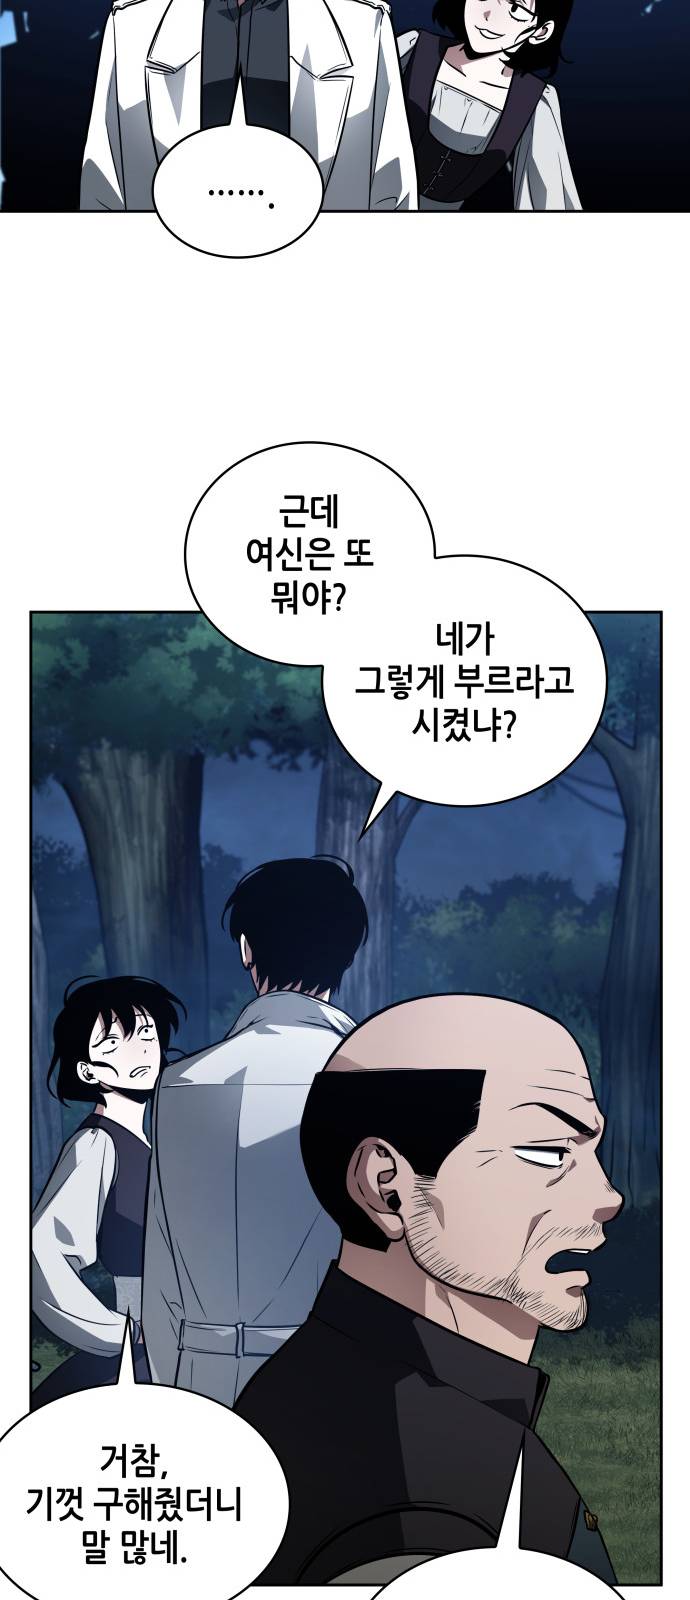 …….
근데
여신은 또
뭐야?
네가
그렇게 부르라고
시켰냐?
거참,
기껏 구해줬더니
말 많네.